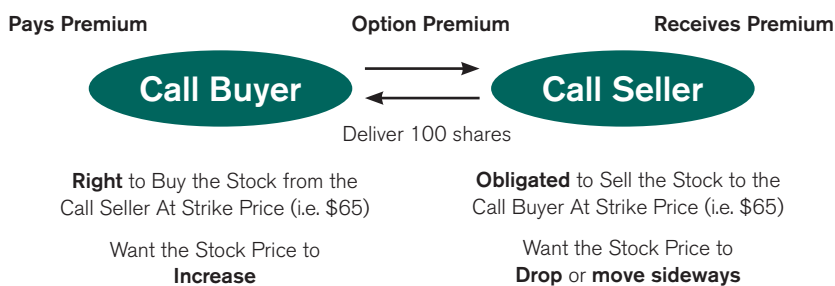 Pays Premium
Option Premium
Receives Premium
Call Buyer
Call Seller
Deliver 100 shares
Right to Buy the Stock from the
Call Seller At Strike Price (i.e. $65)
Want the Stock Price to
Increase
Obligated to Sell the Stock to the
Call Buyer At Strike Price (i.e. $65)
Want the Stock Price to
Drop or move sideways